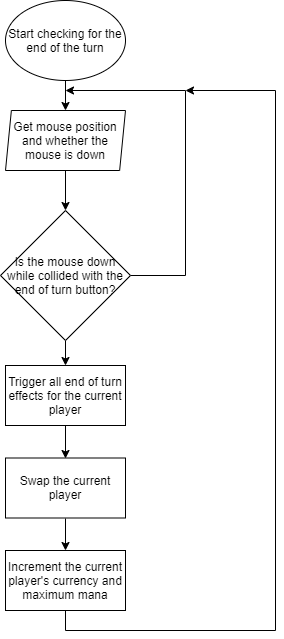 Start checking for the
end of the turn
Get mouse position
and whether the
mouse is down
Is the mouse down
while collided with the
end of turn button?
Trigger all end of turn
effects for the current
player
Swap the current
player
Increment the current
player's currency and
maximum mana